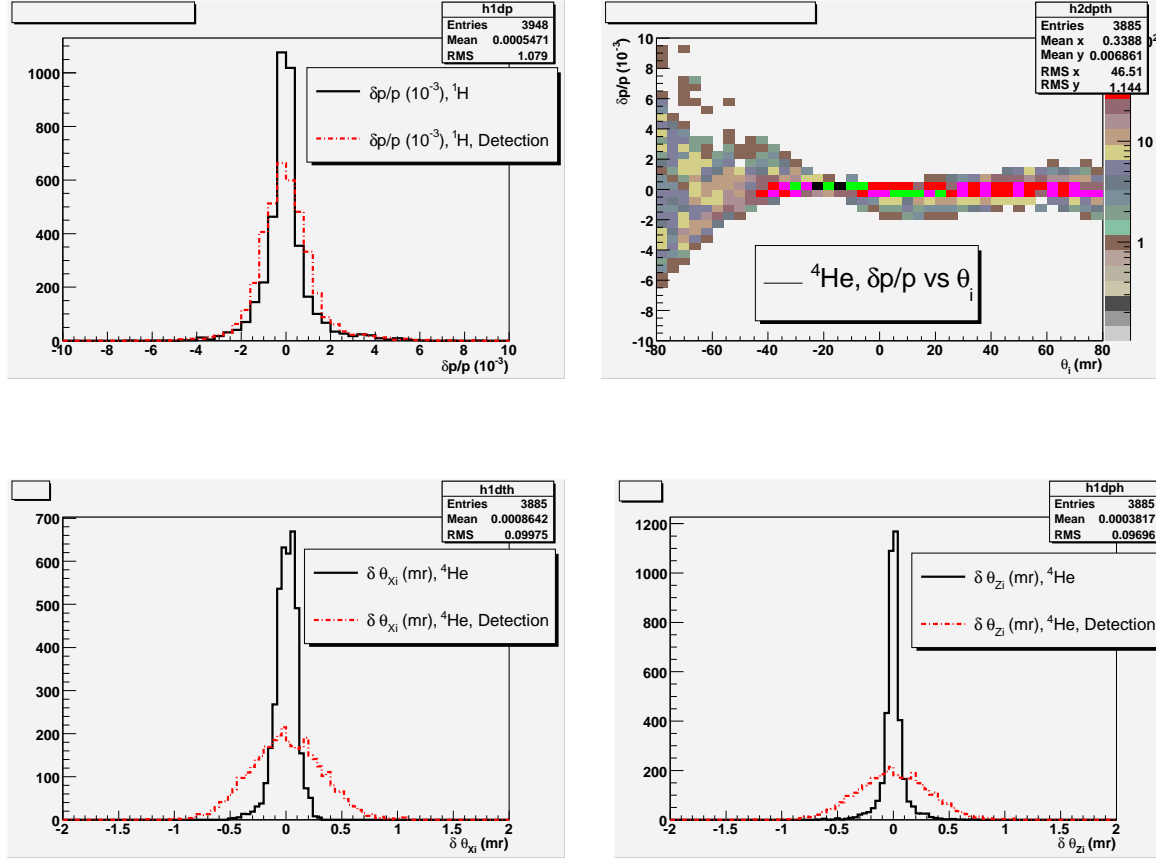 h1dp
Entries 3948
Mean 0.0005471
RMS 1.079
δp/p (10⁻³), ¹H
δp/p (10⁻³), ¹H, Detection
1000
800
600
400
200
0
-10 -8 -6 -4 -2 0 2 4 6 8 10
δp/p (10⁻³)
h2dpth
Entries 3885
Mean x 0.3388
Mean y 0.006861
RMS x 46.51
RMS y 1.144
δp/p (10⁻³)
10
8
6
4
2
0
-2
-4
-6
-8
-10
⁴He, δp/p vs θᵢ
-80 -60 -40 -20 0 20 40 60 80
θᵢ (mr)
10²
10
1
h1dth
Entries 3885
Mean 0.0008642
RMS 0.09975
δ θ_Xi (mr), ⁴He
δ θ_Xi (mr), ⁴He, Detection
700
600
500
400
300
200
100
0
-2 -1.5 -1 -0.5 0 0.5 1 1.5 2
δ θ_Xi (mr)
h1dph
Entries 3885
Mean 0.0003817
RMS 0.09696
δ θ_Zi (mr), ⁴He
δ θ_Zi (mr), ⁴He, Detection
1200
1000
800
600
400
200
0
-2 -1.5 -1 -0.5 0 0.5 1 1.5 2
δ θ_Zi (mr)